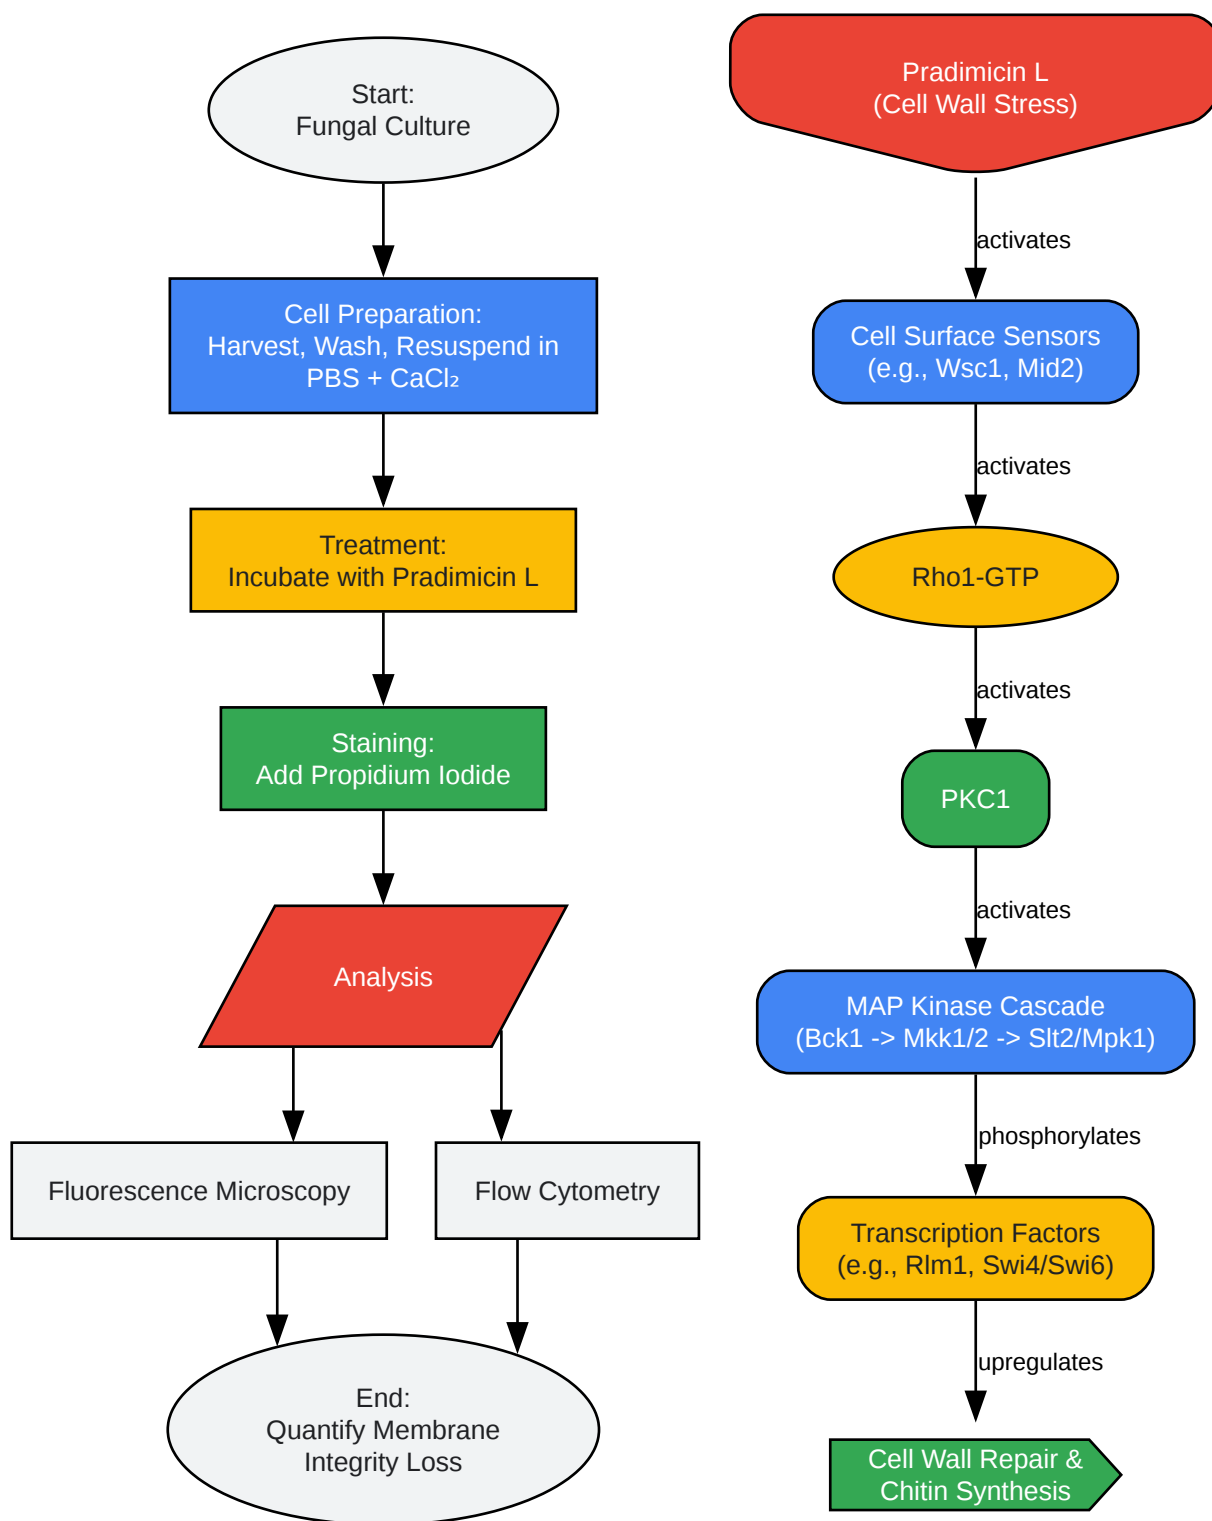 Start:
Fungal Culture
Cell Preparation:
Harvest, Wash, Resuspend in
PBS + CaCl₂
Treatment:
Incubate with Pradimicin L
Staining:
Add Propidium Iodide
Analysis
Fluorescence Microscopy
Flow Cytometry
End:
Quantify Membrane
Integrity Loss
Pradimicin L
(Cell Wall Stress)
activates
Cell Surface Sensors
(e.g., Wsc1, Mid2)
activates
Rho1-GTP
activates
PKC1
activates
MAP Kinase Cascade
(Bck1 -> Mkk1/2 -> Slt2/Mpk1)
phosphorylates
Transcription Factors
(e.g., Rlm1, Swi4/Swi6)
upregulates
Cell Wall Repair &
Chitin Synthesis